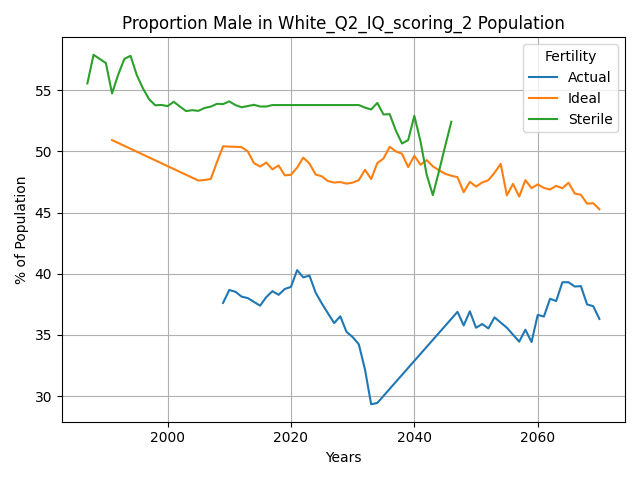 Proportion Male in White_Q2_IQ_scoring_2 Population
Fertility
Actual
Ideal
Sterile
% of Population
55
50
45
40
35
30
2000
2020
2040
2060
Years